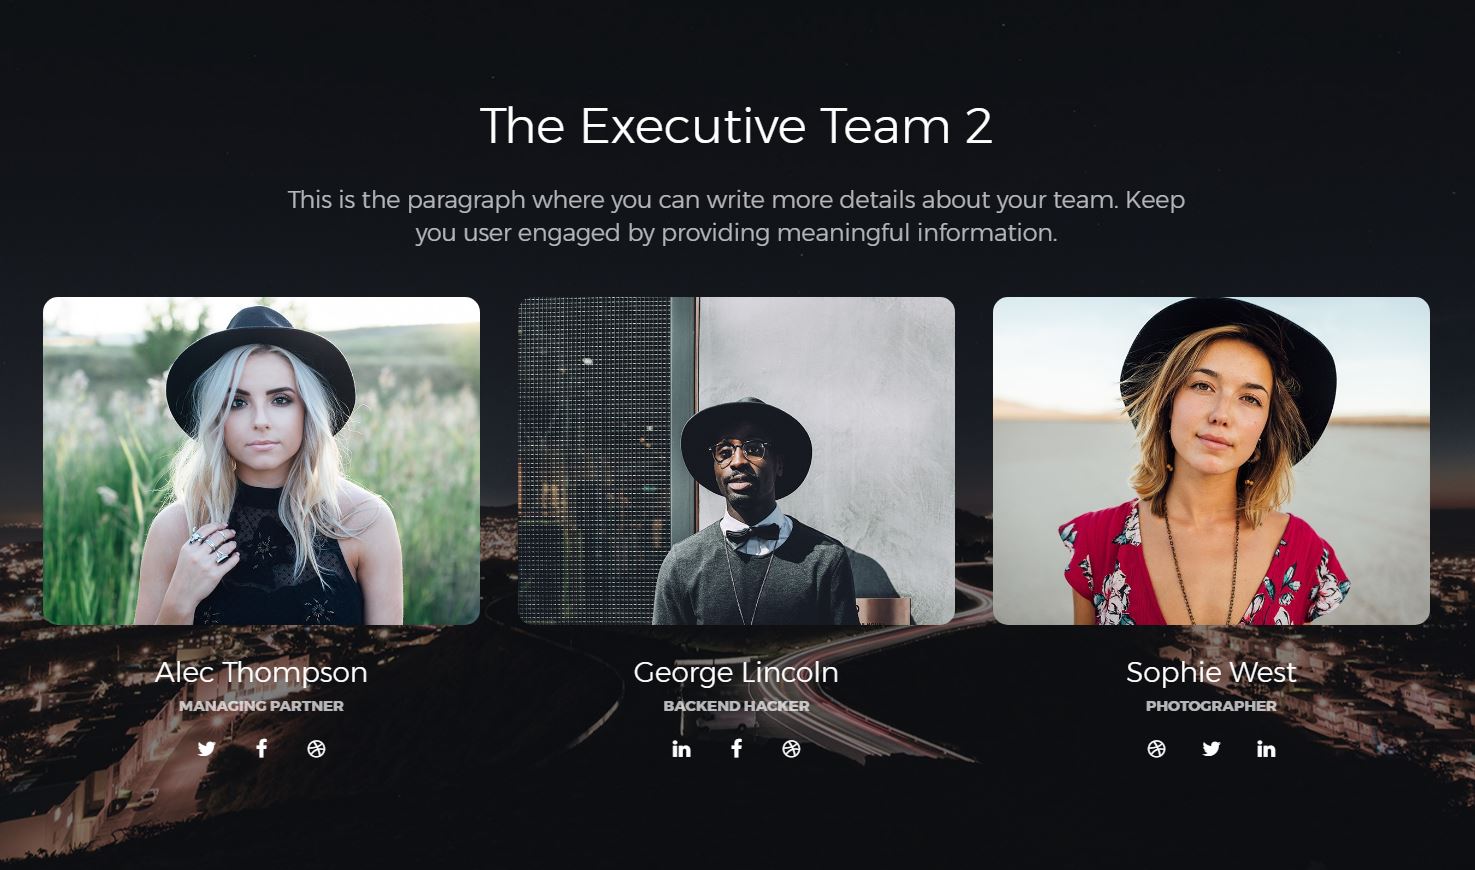 The Executive Team 2
This is the paragraph where you can write more details about your team. Keep
you user engaged by providing meaningful information.
Alec Thompson
MANAGING PARTNER
George Lincoln
BACKEND HACKER
Sophie West
PHOTOGRAPHER